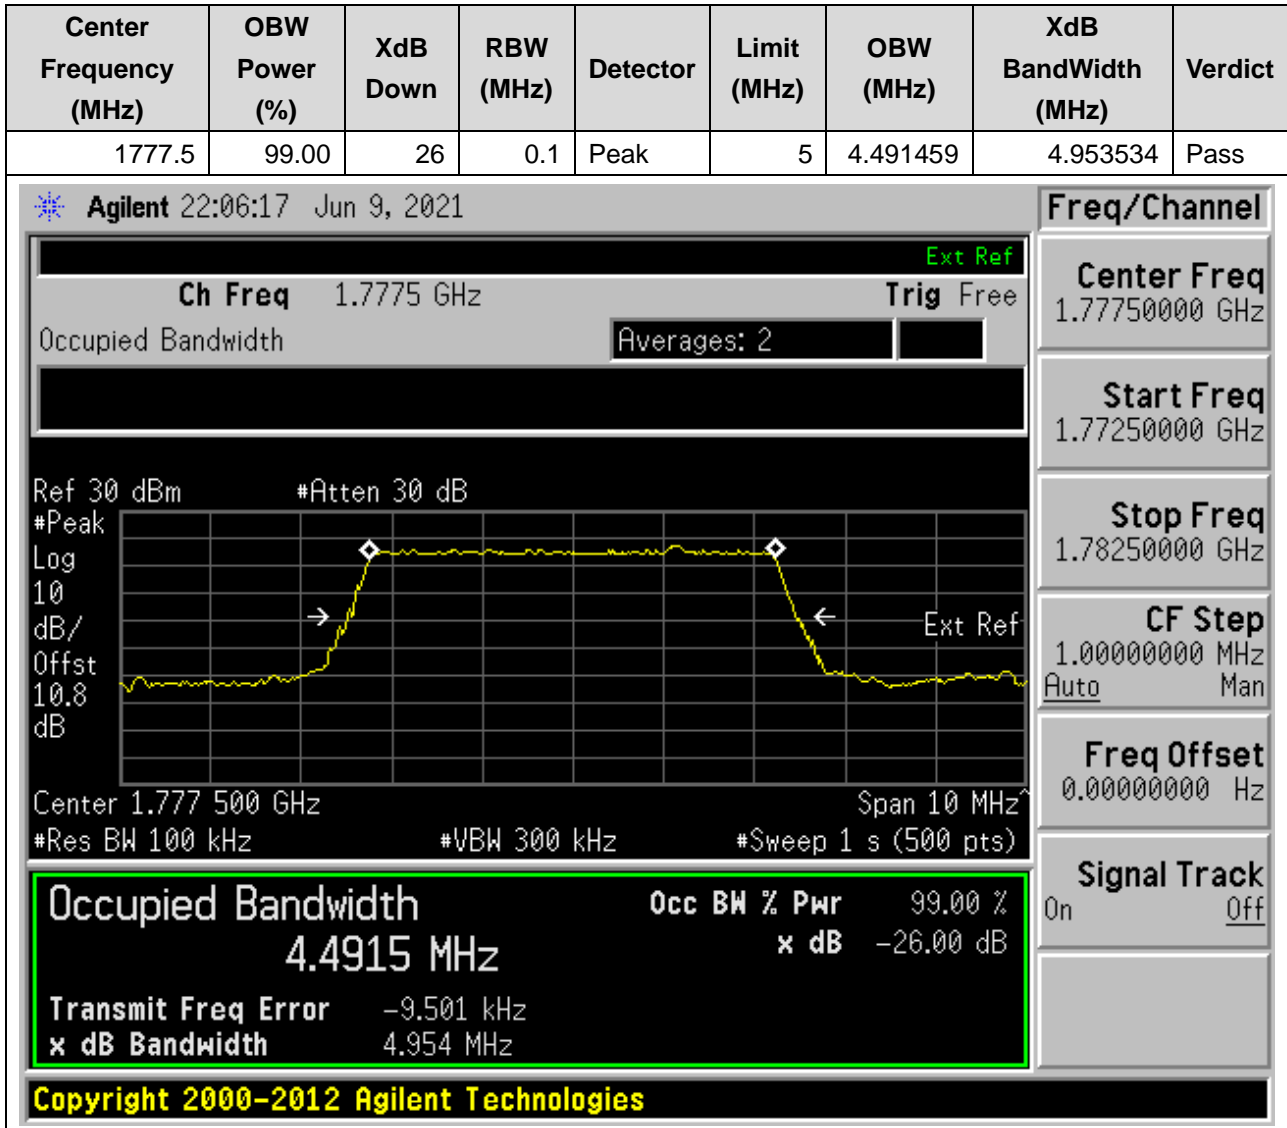 Center Frequency (MHz) OBW Power (%) XdB Down RBW (MHz) Detector Limit (MHz) OBW (MHz) XdB BandWidth (MHz) Verdict
1777.5 99.00 26 0.1 Peak 5 4.491459 4.953534 Pass
Agilent 22:06:17 Jun 9, 2021
Freq/Channel
Ext Ref
Ch Freq 1.7775 GHz Trig Free
Occupied Bandwidth Averages: 2
Center Freq
1.77750000 GHz
Start Freq
1.77250000 GHz
Stop Freq
1.78250000 GHz
CF Step
1.00000000 MHz
Auto Man
Freq Offset
0.00000000 Hz
Signal Track
On Off
Ref 30 dBm #Atten 30 dB
#Peak
Log
10
dB/
Offst
10.8
dB
Ext Ref
Center 1.777 500 GHz Span 10 MHz^
#Res BW 100 kHz #VBW 300 kHz #Sweep 1 s (500 pts)
Occupied Bandwidth Occ BW % Pwr 99.00 %
4.4915 MHz x dB -26.00 dB
Transmit Freq Error -9.501 kHz
x dB Bandwidth 4.954 MHz
Copyright 2000-2012 Agilent Technologies